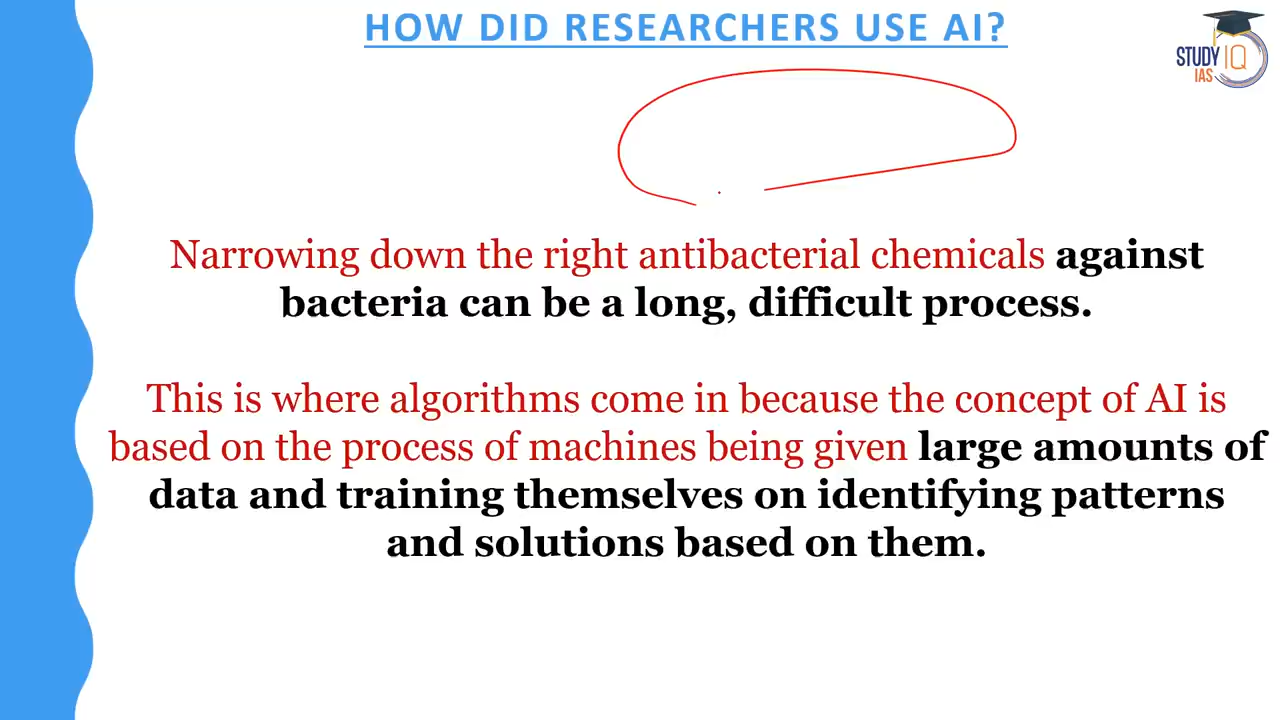 HOW DID RESEARCHERS USE AI?
STUDY IQ
IAS
Narrowing down the right antibacterial chemicals against
bacteria can be a long, difficult process.
This is where algorithms come in because the concept of AI is
based on the process of machines being given large amounts of
data and training themselves on identifying patterns
and solutions based on them.